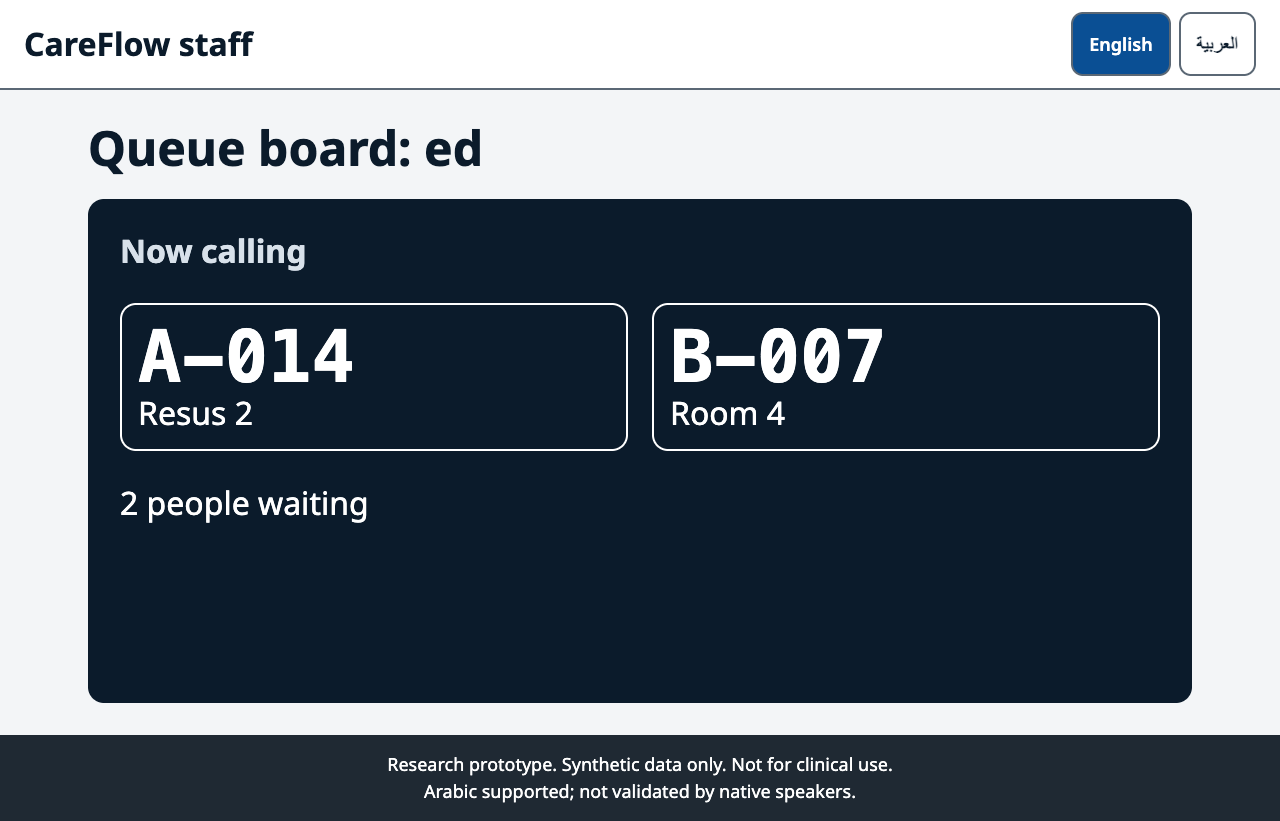 CareFlow staff
English
العربية
Queue board: ed
Now calling
A–014
Resus 2
B–007
Room 4
2 people waiting
Research prototype. Synthetic data only. Not for clinical use.
Arabic supported; not validated by native speakers.